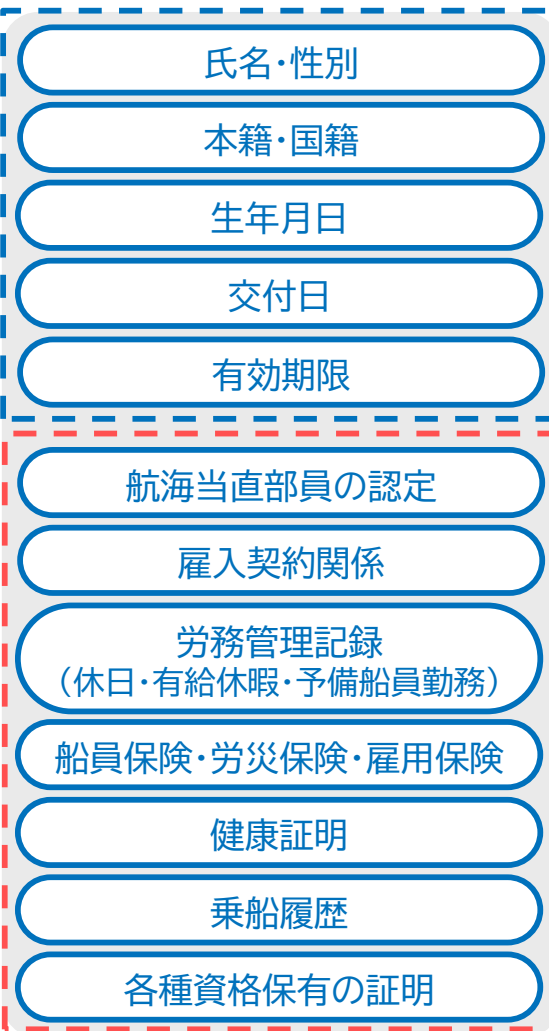 氏名・性別
本籍・国籍
生年月日
交付日
有効期限
航海当直部員の認定
雇入契約関係
労務管理記録
（休日・有給休暇・予備船員勤務）
船員保険・労災保険・雇用保険
健康証明
乗船履歴
各種資格保有の証明